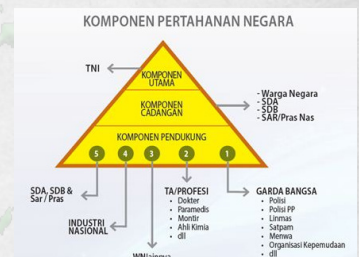 KOMPONEN PERTAHANAN NEGARA
TNI
KOMPONEN
UTAMA
KOMPONEN
CADANGAN
- Warga Negara
- SDA
- SDB
- SAR/Pras Nas
KOMPONEN PENDUKUNG
5 4 3 2 1
SDA, SDB &
Sar / Pras
INDUSTRI
NASIONAL
WNI lainnya
TA/PROFESI
• Dokter
• Paramedis
• Montir
• Ahli Kimia
• dll
GARDA BANGSA
• Polisi
• Polisi PP
• Linmas
• Satpam
• Menwa
• Organisasi Kepemudaan
• dll